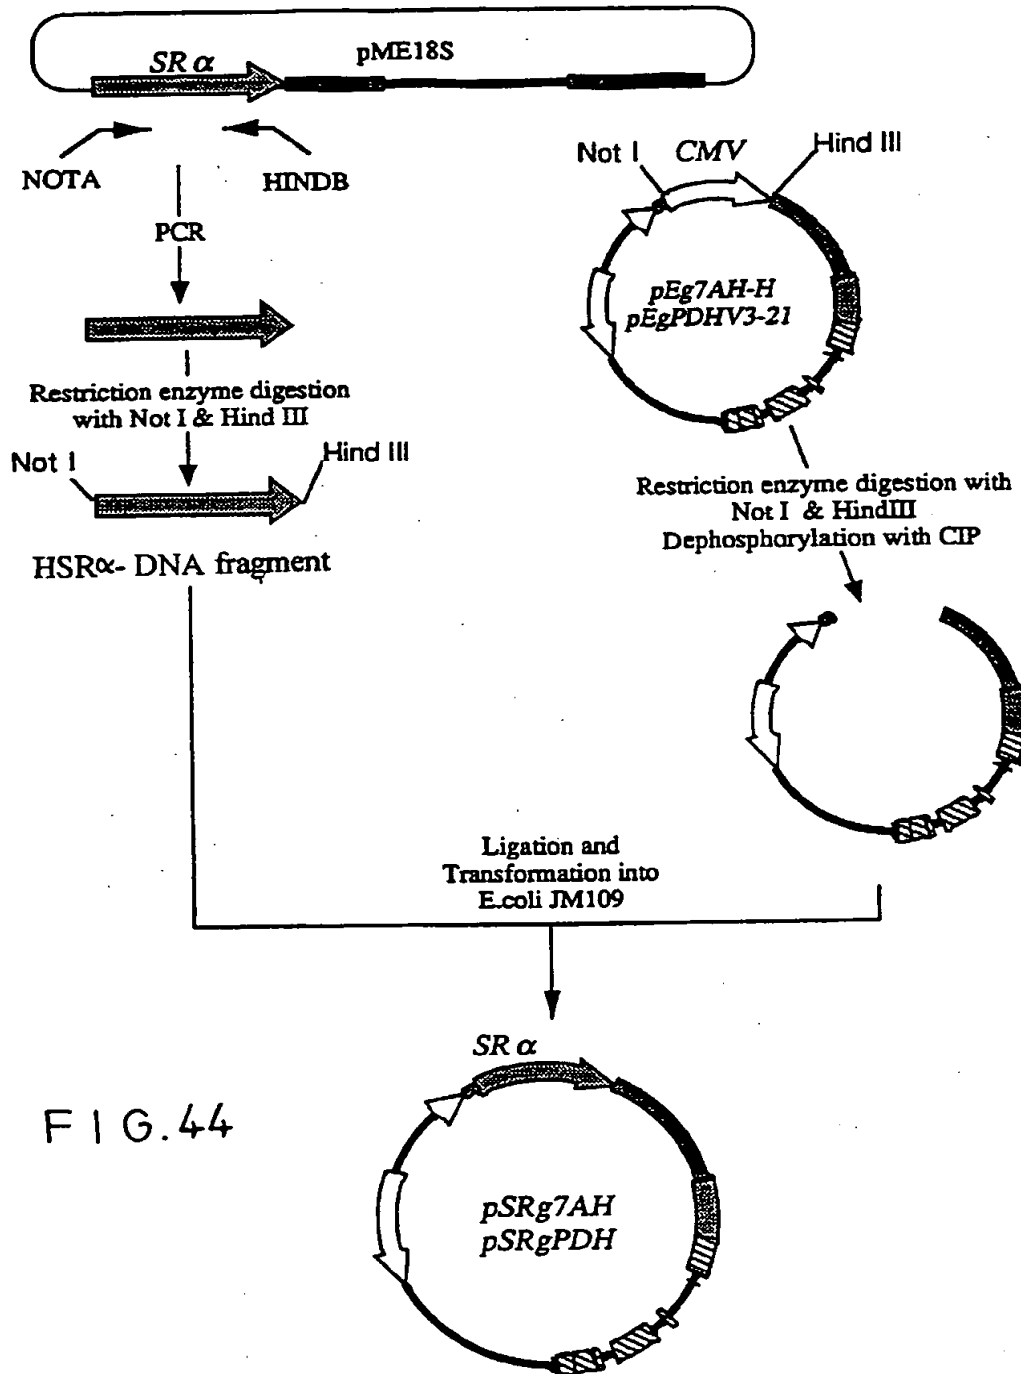 pME18S
SR α
NOTA
HINDB
PCR
Restriction enzyme digestion
with Not I & Hind III
Not I
Hind III
HSRα- DNA fragment
Not I
CMV
Hind III
pEg7AH-H
pEgPDHV3-21
Restriction enzyme digestion with
Not I & HindIII
Dephosphorylation with CIP
Ligation and
Transformation into
E.coli JM109
SR α
pSRg7AH
pSRgPDH
FIG.44